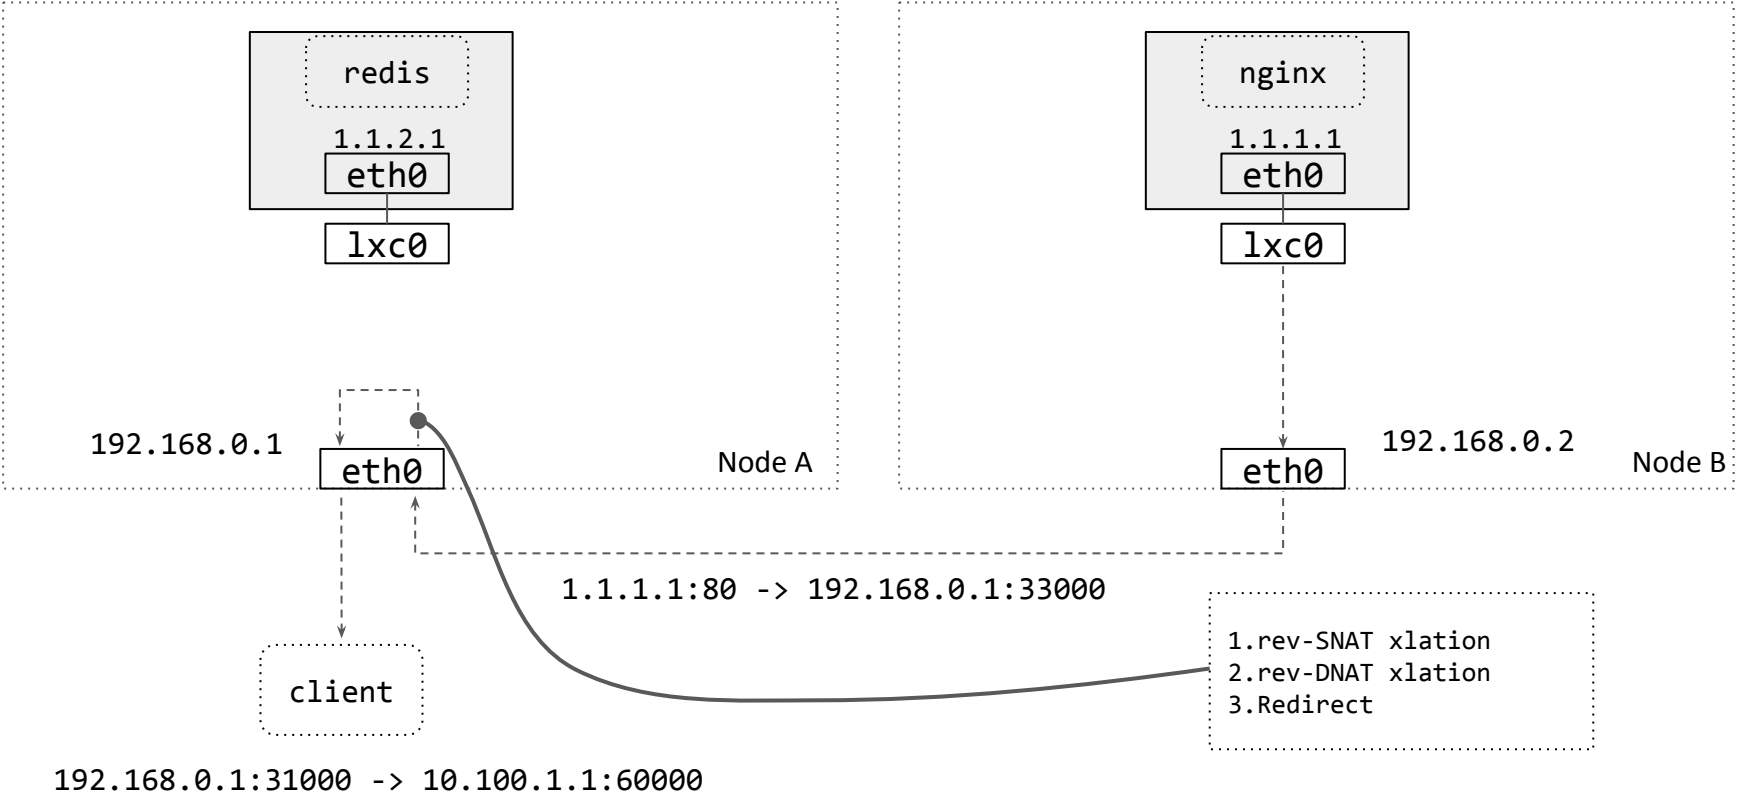 redis
1.1.2.1
eth0
lxc0
192.168.0.1
eth0
Node A
nginx
1.1.1.1
eth0
lxc0
192.168.0.2
eth0
Node B
1.1.1.1:80 -> 192.168.0.1:33000
1.rev-SNAT xlation
2.rev-DNAT xlation
3.Redirect
client
192.168.0.1:31000 -> 10.100.1.1:60000